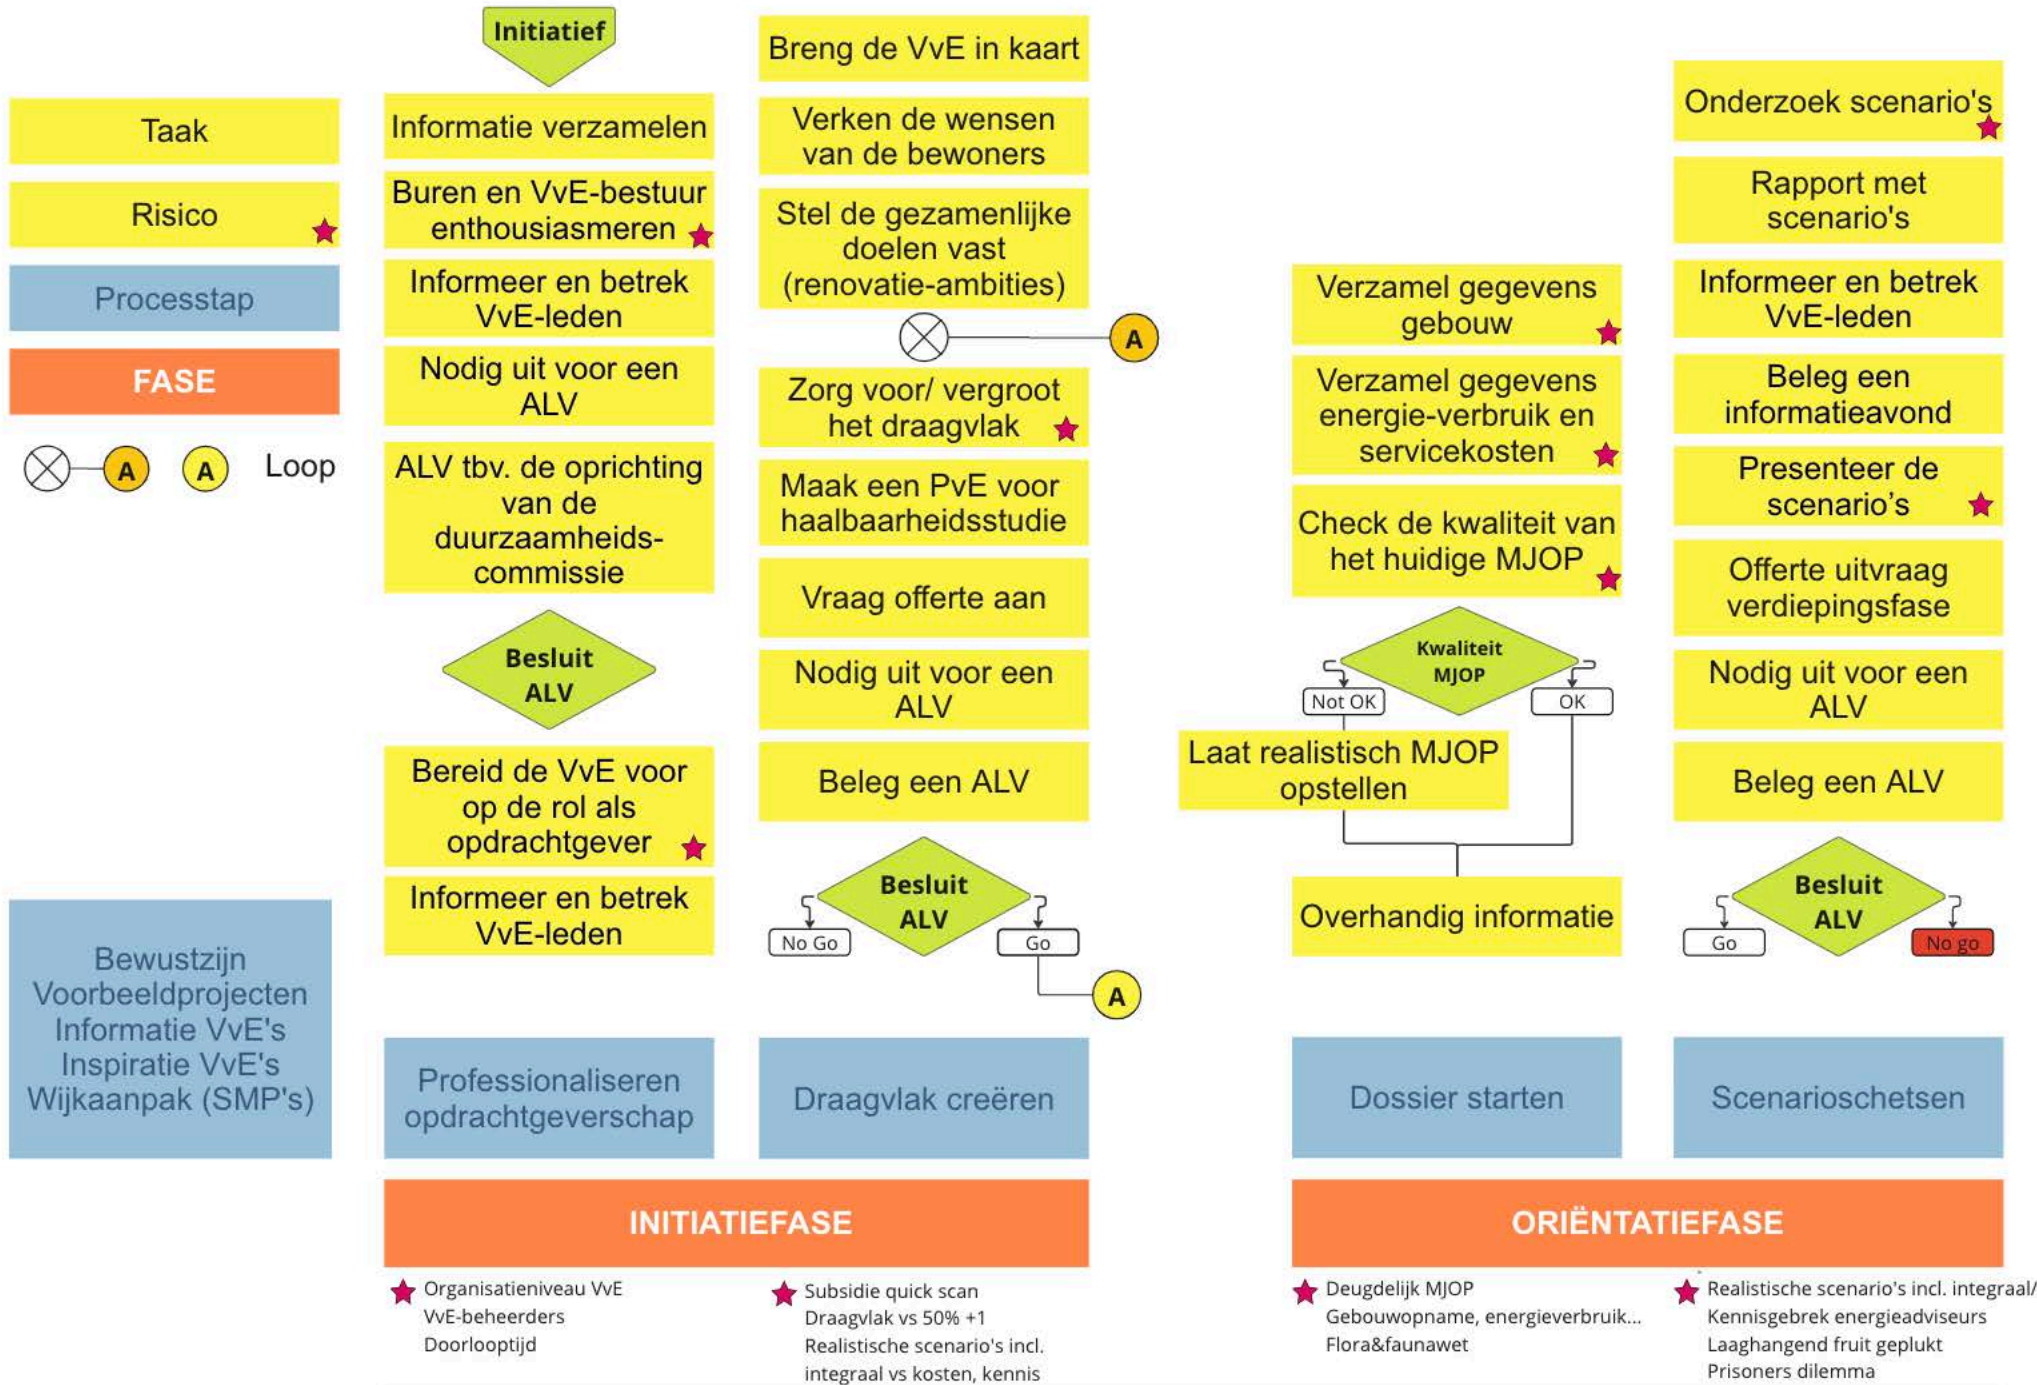 Taak
Risico
Processtap
FASE
A
A
Loop
Bewustzijn
Voorbeeldprojecten
Informatie VvE's
Inspiratie VvE's
Wijkaanpak (SMP's)
Initiatief
Informatie verzamelen
Buren en VvE-bestuur
enthousiasmeren
Informeer en betrek
VvE-leden
Nodig uit voor een
ALV
ALV tbv. de oprichting
van de
duurzaamheids-
commissie
Besluit
ALV
Bereid de VvE voor
op de rol als
opdrachtgever
Informeer en betrek
VvE-leden
Professionaliseren
opdrachtgeverschap
Breng de VvE in kaart
Verken de wensen
van de bewoners
Stel de gezamenlijke
doelen vast
(renovatie-ambities)
A
Zorg voor/ vergroot
het draagvlak
Maak een PvE voor
haalbaarheidsstudie
Vraag offerte aan
Nodig uit voor een
ALV
Beleg een ALV
Besluit
ALV
No Go
Go
A
Draagvlak creëren
INITIATIEFASE
Organisatieniveau VvE
VvE-beheerders
Doorlooptijd
Subsidie quick scan
Draagvlak vs 50% +1
Realistische scenario's incl.
integraal vs kosten, kennis
Verzamel gegevens
gebouw
Verzamel gegevens
energie-verbruik en
servicekosten
Check de kwaliteit van
het huidige MJOP
Kwaliteit
MJOP
Not OK
OK
Laat realistisch MJOP
opstellen
Overhandig informatie
Dossier starten
Onderzoek scenario's
Rapport met
scenario's
Informeer en betrek
VvE-leden
Beleg een
informatieavond
Presenteer de
scenario’s
Offerte uitvraag
verdiepingsfase
Nodig uit voor een
ALV
Beleg een ALV
Besluit
ALV
Go
No go
Scenarioschetsen
ORIËNTATIEFASE
Deugdelijk MJOP
Gebouwopname, energieverbruik...
Flora&faunawet
Realistische scenario's incl. integraal/
Kennisgebrek energieadviseurs
Laaghangend fruit geplukt
Prisoners dilemma